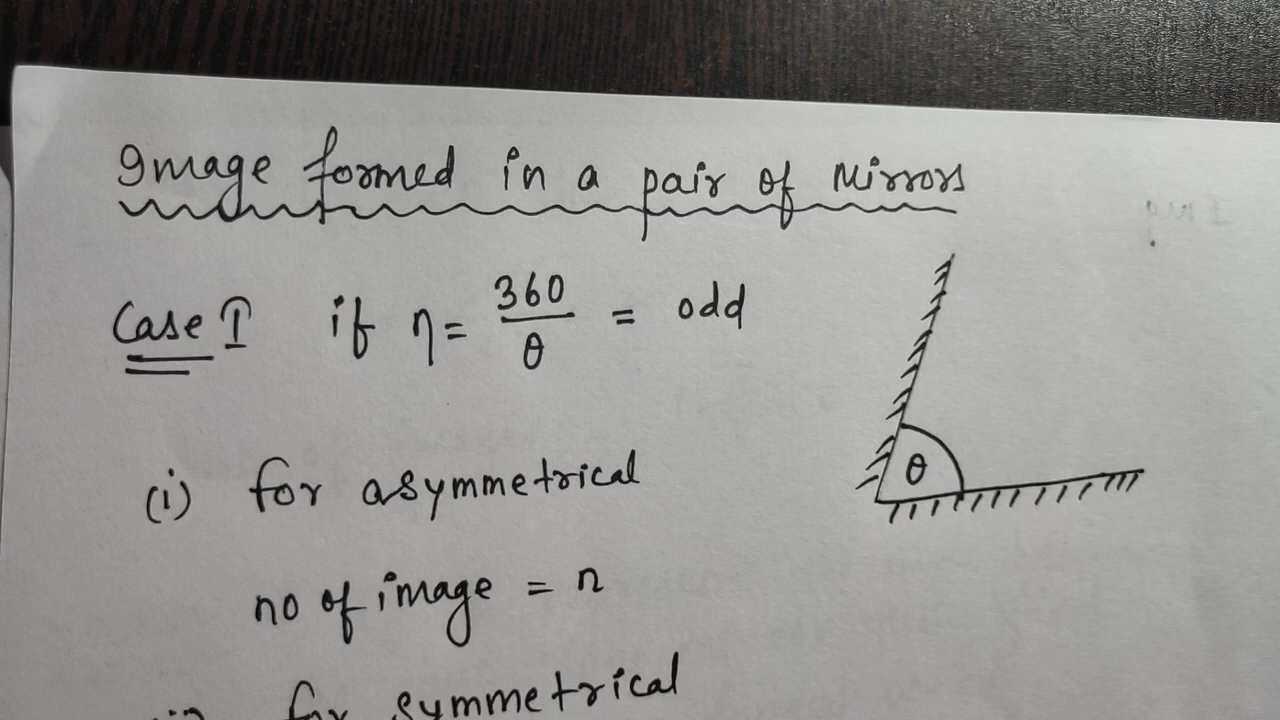 Image formed in a pair of Mirrors
Case I if η = 360/θ = odd
θ
(i) for asymmetrical
no of image = n
for symmetrical